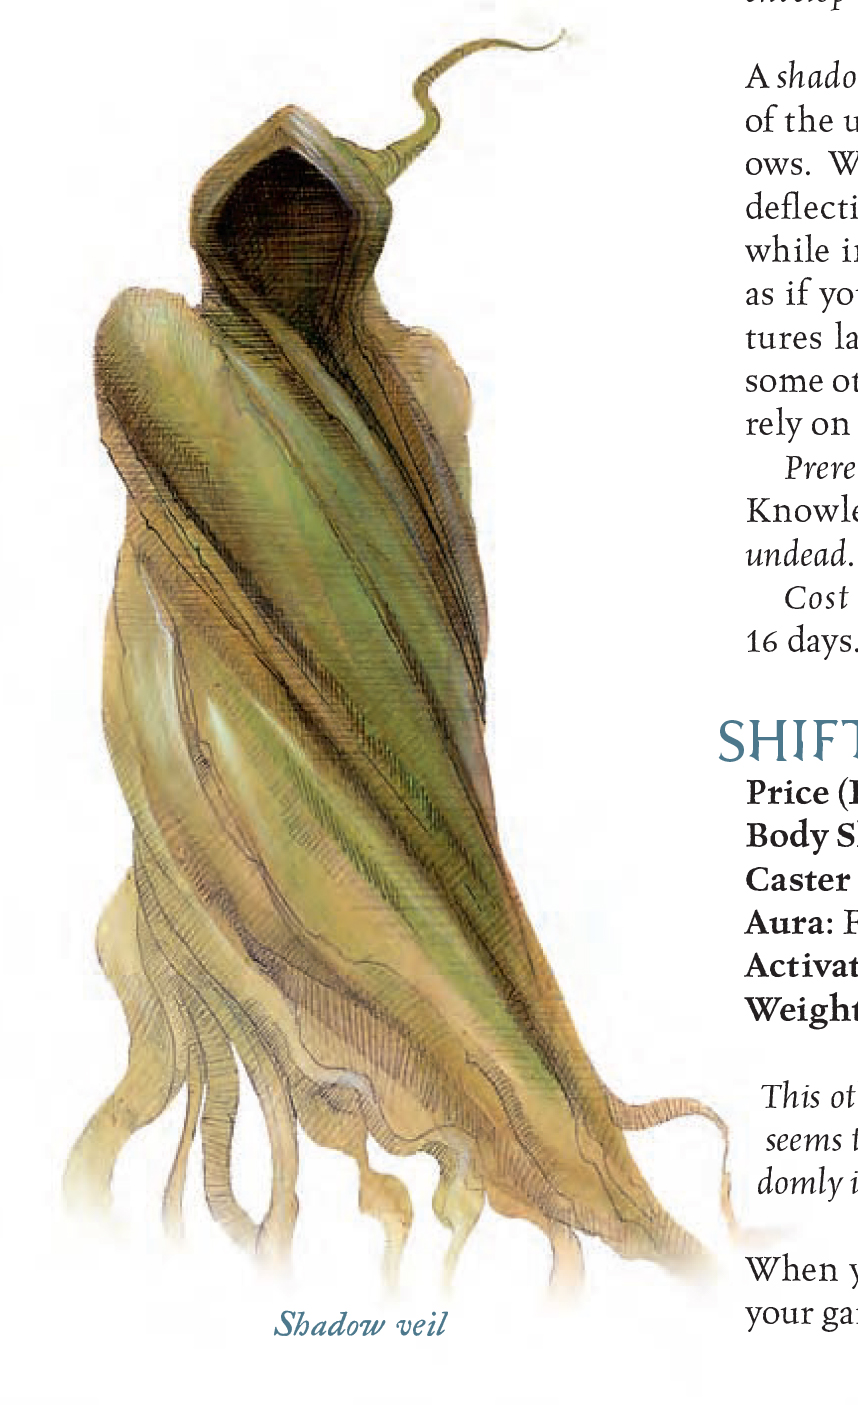 Shadow veil
A shado
of the u
ows. W
deflecti
while i
as if yo
tures la
some ot
rely on
Prere
Knowle
undead.
Cost
16 days.
SHIFT
Price (
Body S
Caster
Aura: F
Activat
Weight
This ot
seems t
domly i
When y
your ga